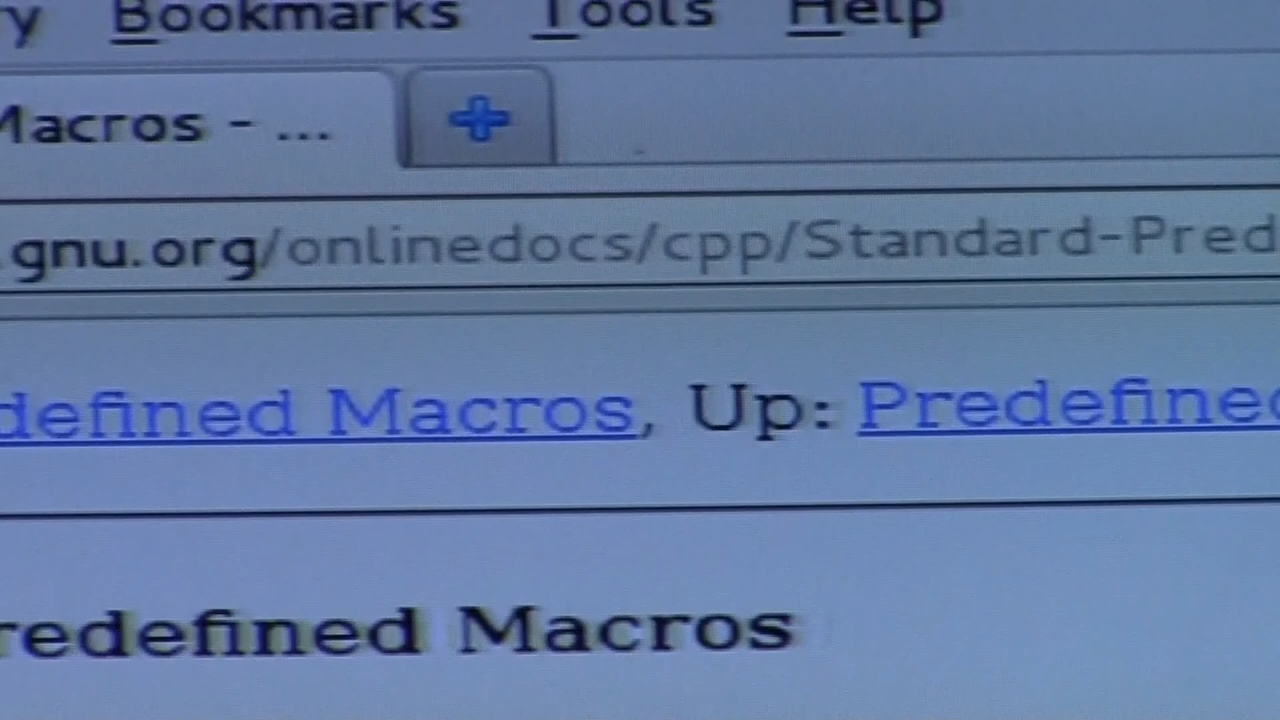 y Bookmarks Tools Help
Macros - ...
.gnu.org/onlinedocs/cpp/Standard-Pred
defined Macros, Up: Predefined
redefined Macros